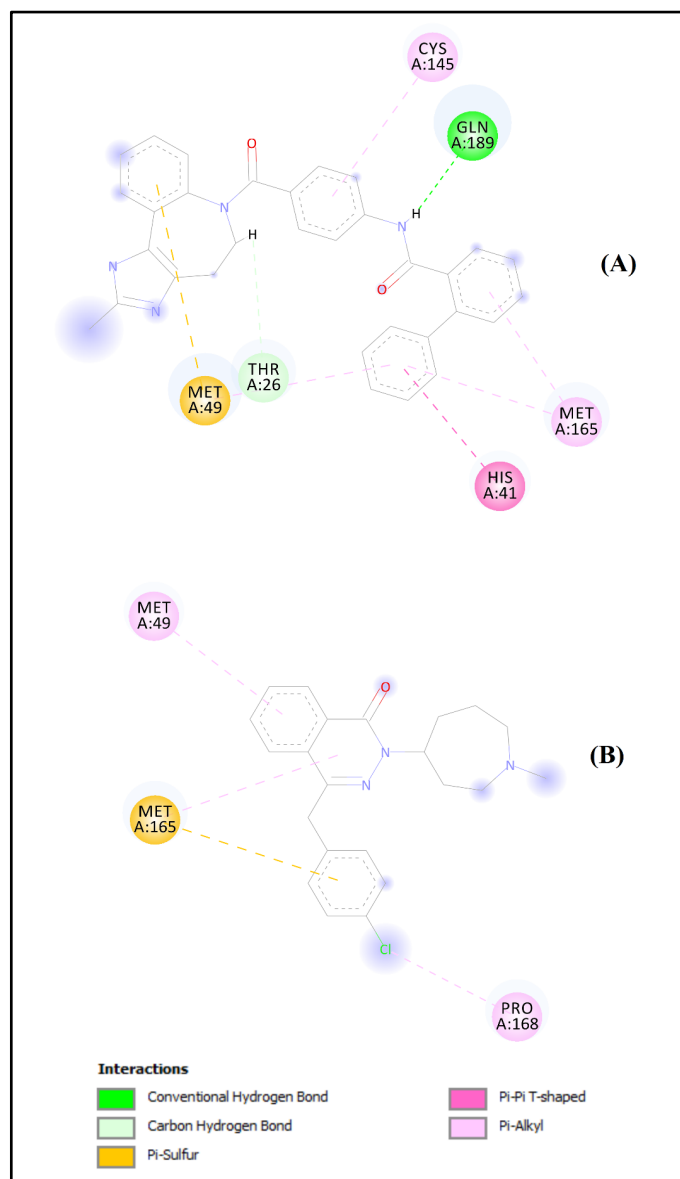 CYS
A:145
GLN
A:189
O
H
N
N
H
(A)
O
N
N
THR
A:26
MET
A:49
MET
A:165
HIS
A:41
MET
A:49
O
(B)
N
N
N
MET
A:165
Cl
PRO
A:168
Interactions
Conventional Hydrogen Bond
Carbon Hydrogen Bond
Pi-Sulfur
Pi-Pi T-shaped
Pi-Alkyl